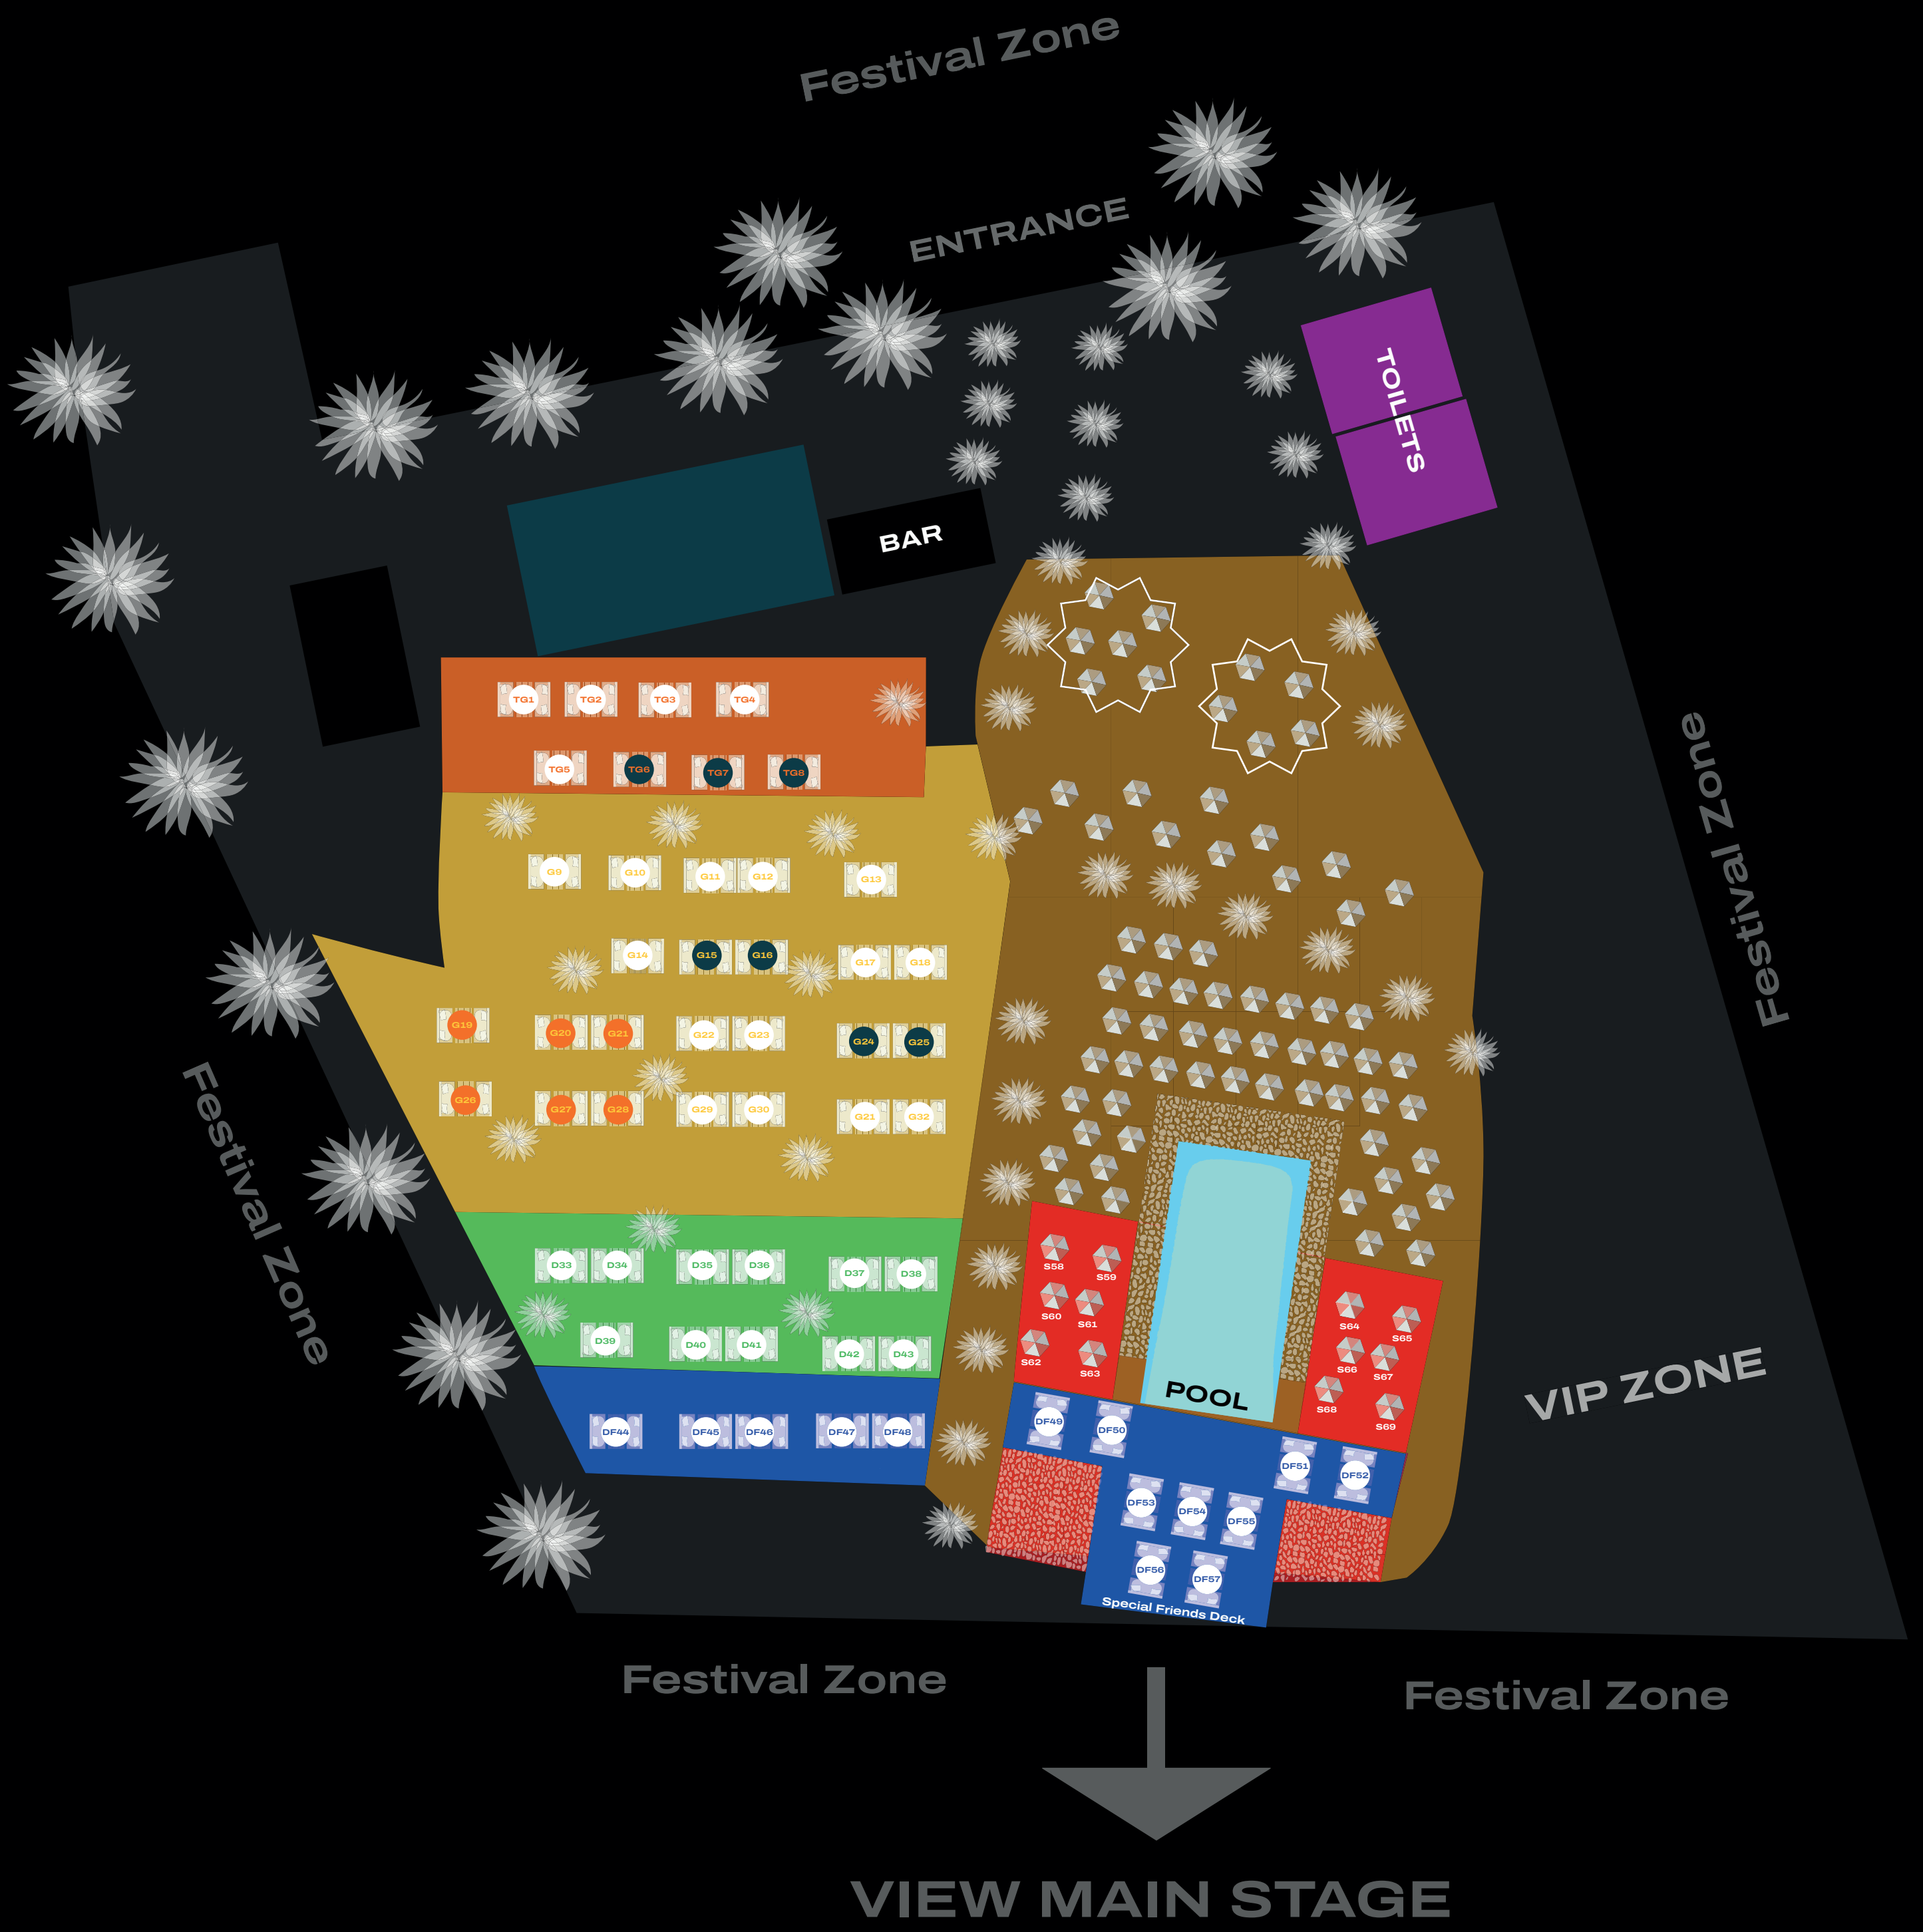 Festival Zone
ENTRANCE
TOILETS
BAR
TG1 TG2 TG3 TG4
TG5 TG6 TG7 TG8
G9 G10 G11 G12 G13
G14 G15 G16 G17 G18
G19 G20 G21 G22 G23 G24 G25
G26 G27 G28 G29 G30 G21 G32
Festival Zone
Festival Zone
D33 D34 D35 D36 D37 D38
D39 D40 D41 D42 D43
DF44 DF45 DF46 DF47 DF48
S58 S59
S60 S61
S62 S63
S64 S65
S66 S67
S68 S69
POOL
VIP ZONE
DF49 DF50 DF51 DF52
DF53 DF54 DF55
DF56 DF57
Special Friends Deck
Festival Zone
Festival Zone
VIEW MAIN STAGE